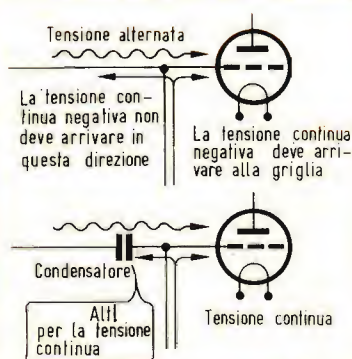 Tensione alternata
La tensione con-
tinua negativa non
deve arrivare in
questa direzione
La tensione continua
negativa deve arri-
vare alla griglia
Condensatore
Alt!
per la tensione
continua
Tensione continua